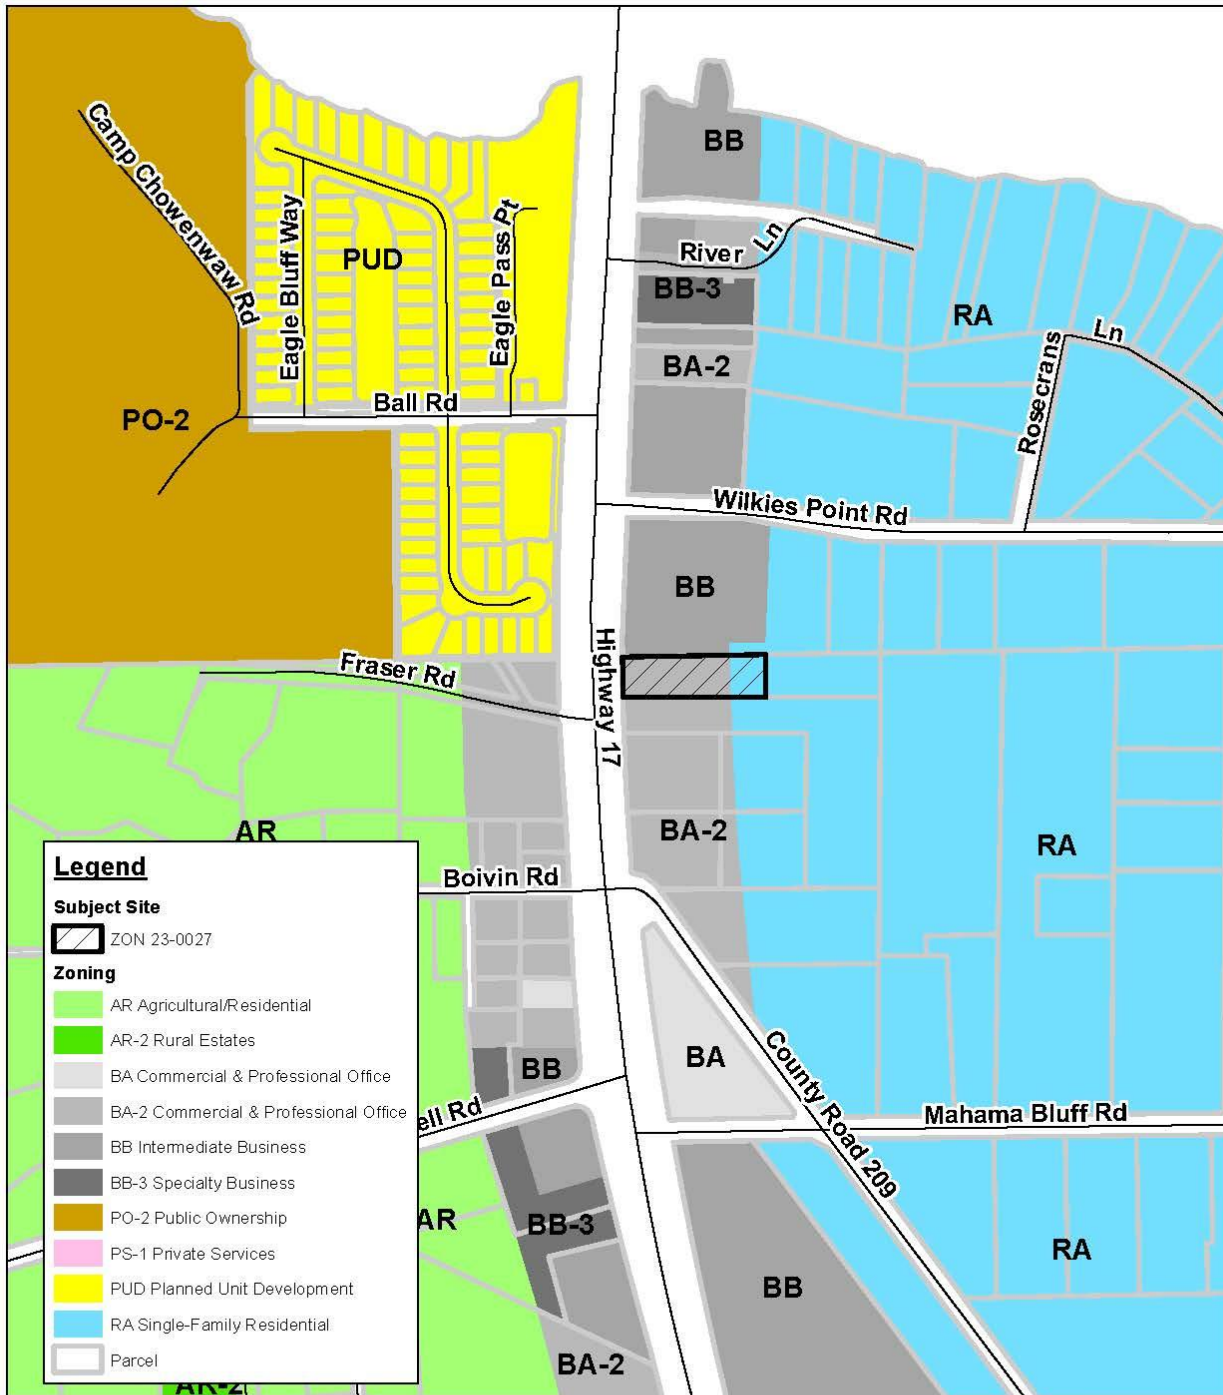 BB
Camp Chowenwaw Rd
Eagle Bluff Way
PUD
Eagle Pass Pt
River
Ln
BB-3
RA
BA-2
Rosecrans
Ln
Ball Rd
PO-2
Wilkies Point Rd
BB
Highway 17
Fraser Rd
BA-2
AR
RA
Boivin Rd
BA
County Road 209
BB
ell Rd
Mahama Bluff Rd
AR
BB-3
RA
BB
BA-2
AR-2
Legend
Subject Site
ZON 23-0027
Zoning
AR Agricultural/Residential
AR-2 Rural Estates
BA Commercial & Professional Office
BA-2 Commercial & Professional Office
BB Intermediate Business
BB-3 Specialty Business
PO-2 Public Ownership
PS-1 Private Services
PUD Planned Unit Development
RA Single-Family Residential
Parcel